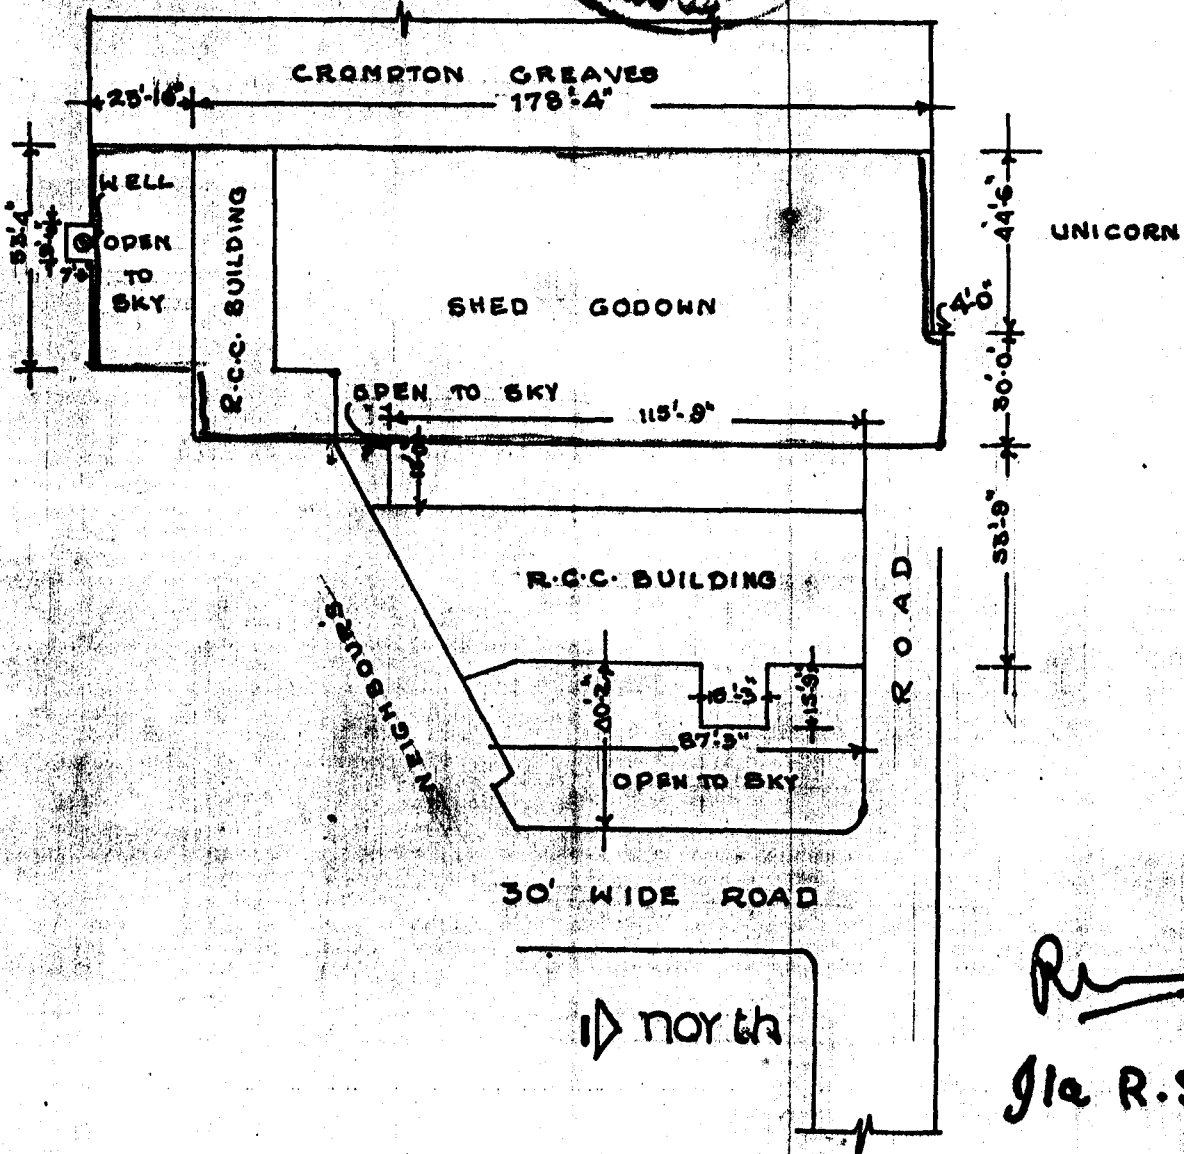 CROMPTON GREAVES
178'-4"
WELL
OPEN
TO
SKY
53'-4"
R.C.C. BUILDING
SHED GODOWN
44'-6"
UNICORN
4'-0"
30'-0"
OPEN TO SKY
115'-9"
53'-9"
R.C.C. BUILDING
ROAD
NEIGHBOUR'S
40'-2"
16'-3"
15'-9"
87'-3"
OPEN TO SKY
30' WIDE ROAD
north
R.